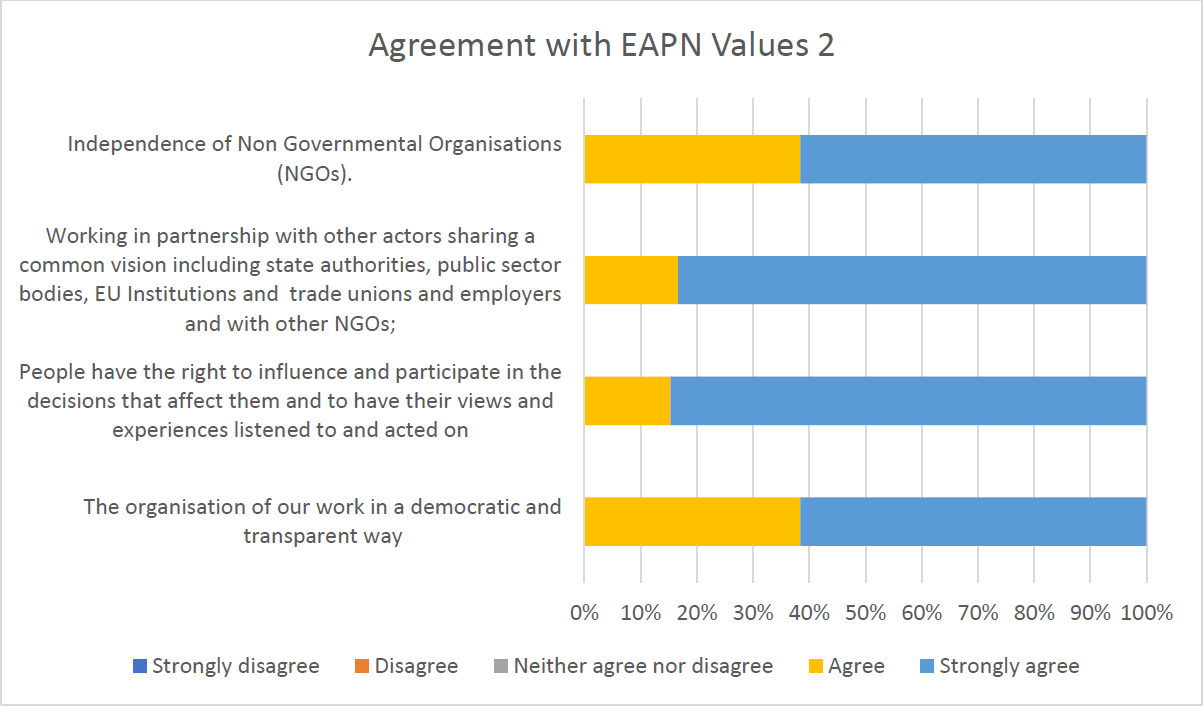 Agreement with EAPN Values 2
Independence of Non Governmental Organisations
(NGOs).
Working in partnership with other actors sharing a
common vision including state authorities, public sector
bodies, EU Institutions and  trade unions and employers
and with other NGOs;
People have the right to influence and participate in the
decisions that affect them and to have their views and
experiences listened to and acted on
The organisation of our work in a democratic and
transparent way
0% 10% 20% 30% 40% 50% 60% 70% 80% 90% 100%
Strongly disagree Disagree Neither agree nor disagree Agree Strongly agree